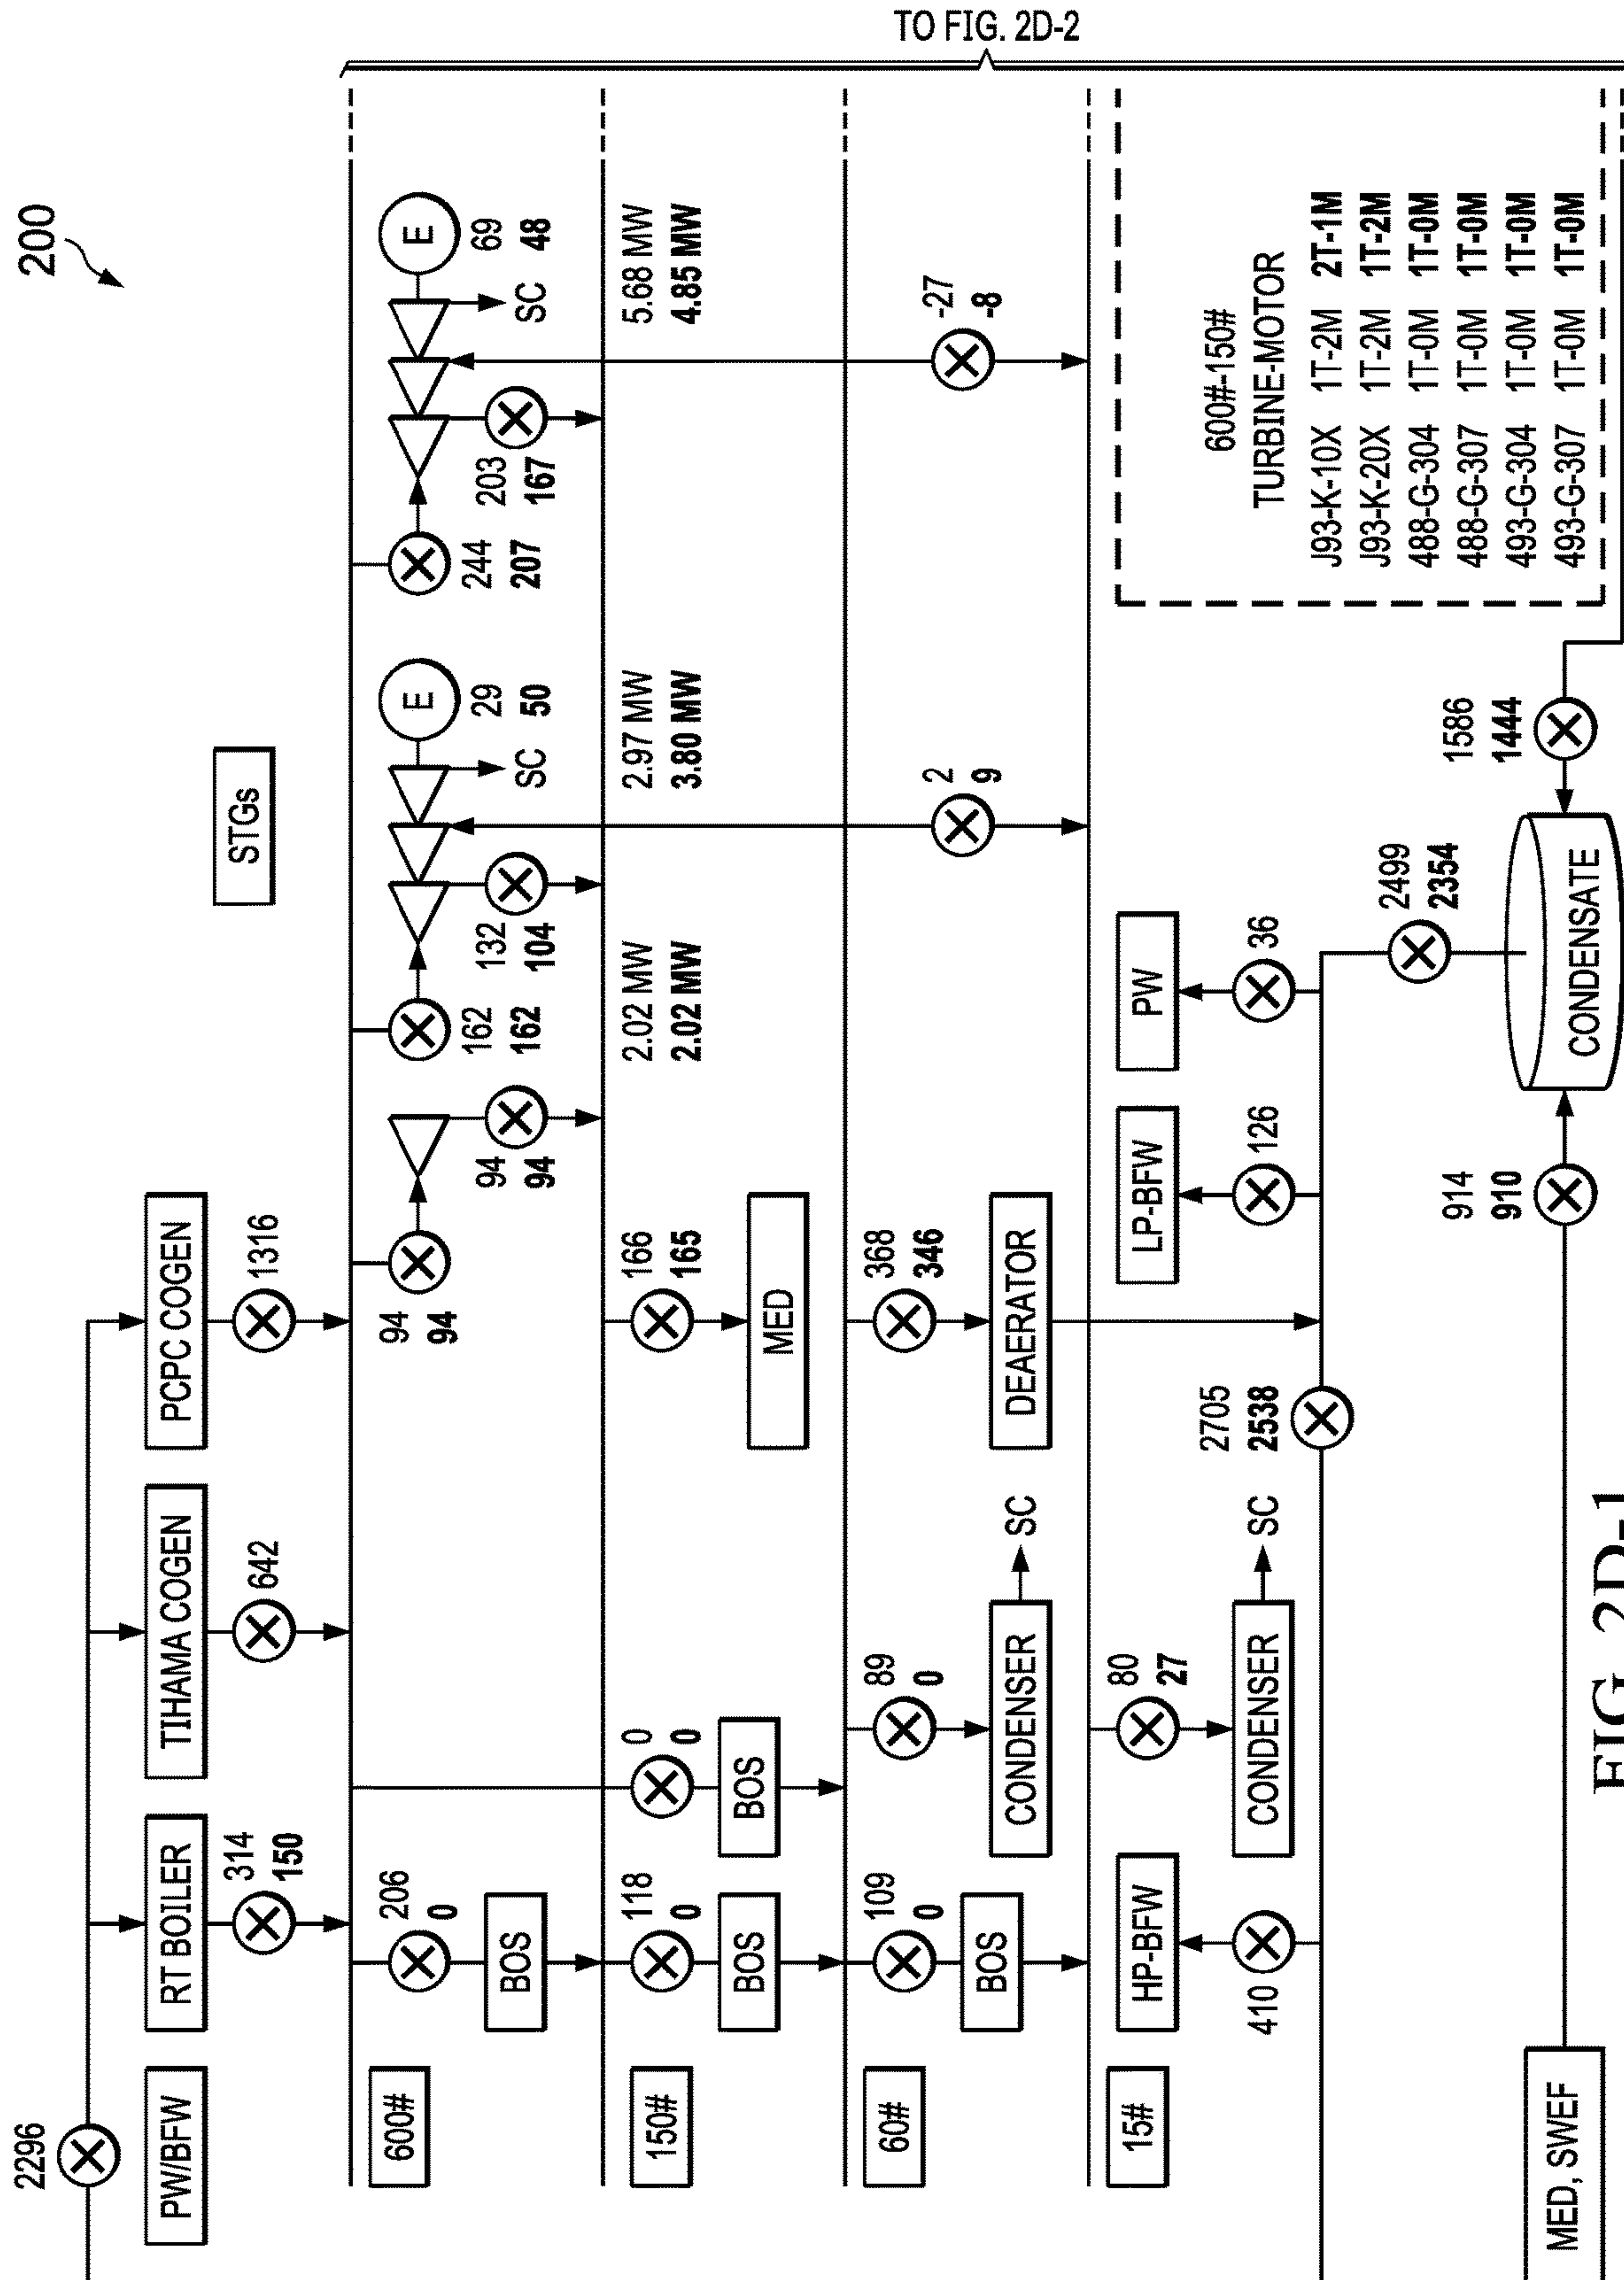 200
TO FIG. 2D-2
2296
PW/BFW
RT BOILER
314
150
TIHAMA COGEN
642
PCPC COGEN
1316
STGs
600#
206
0
BOS
94
94
94
94
162
162
132
104
SC
E
29
50
244
207
203
167
SC
E
69
48
150#
118
0
BOS
0
0
BOS
166
165
MED
2.02 MW
2.02 MW
2.97 MW
3.80 MW
5.68 MW
4.85 MW
60#
109
0
BOS
89
0
CONDENSER
SC
368
346
DEAERATOR
2
9
-27
-8
15#
HP-BFW
410
80
27
CONDENSER
SC
2705
2538
LP-BFW
126
PW
36
2499
2354
600#-150#
TURBINE-MOTOR
J93-K-10X 1T-2M 2T-1M
J93-K-20X 1T-2M 1T-2M
488-G-304 1T-0M 1T-0M
488-G-307 1T-0M 1T-0M
493-G-304 1T-0M 1T-0M
493-G-307 1T-0M 1T-0M
MED, SWEF
914
910
CONDENSATE
1586
1444
FIG. 2D-1